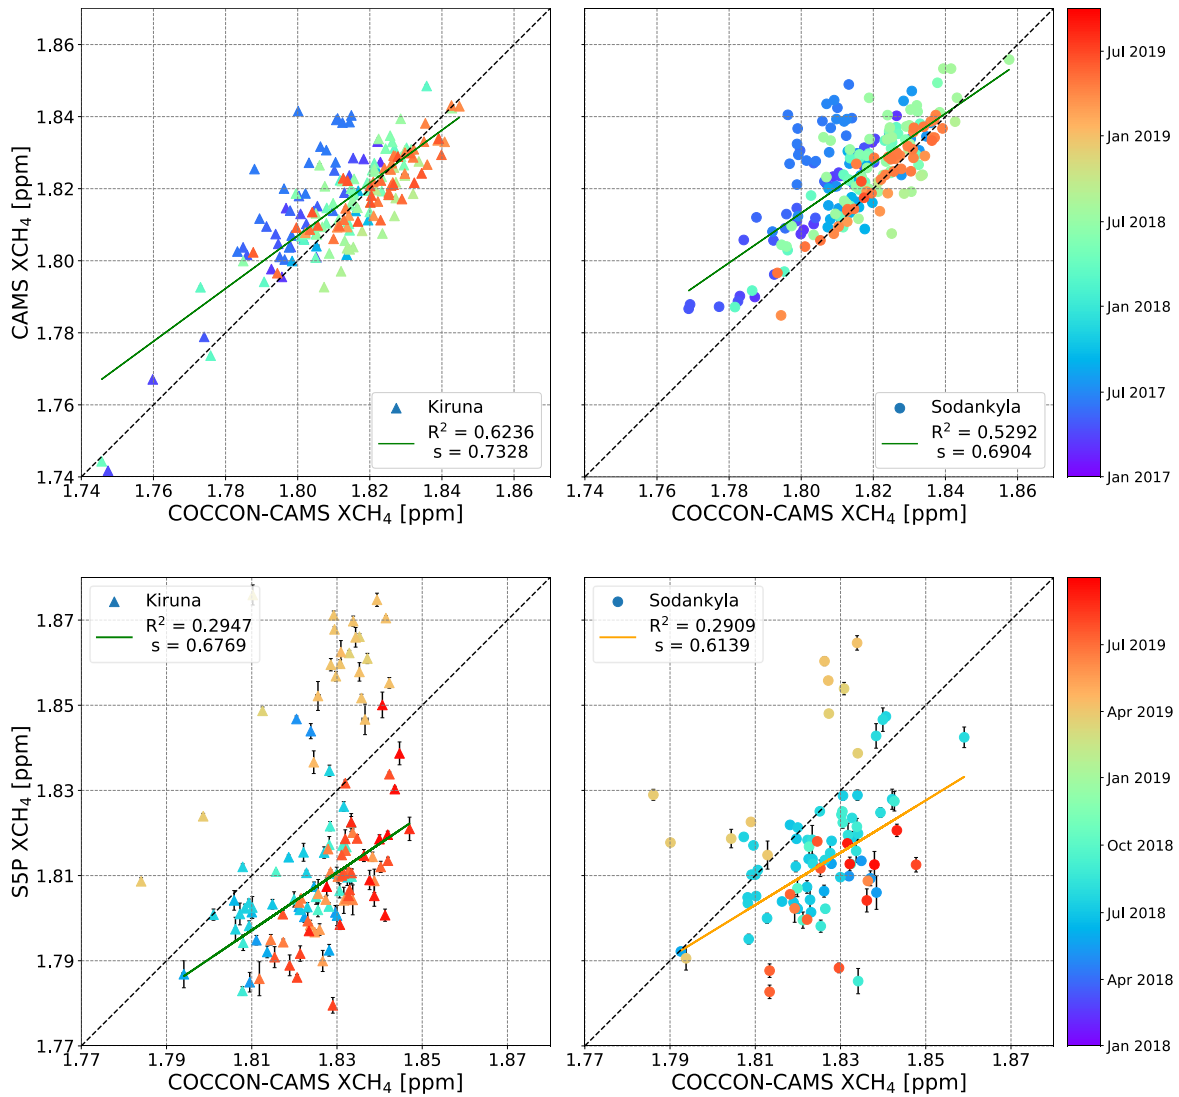 1.86
1.84
1.82
1.80
1.78
1.76
1.74
CAMS XCH₄ [ppm]
Kiruna
R² = 0.6236
s = 0.7328
1.74 1.76 1.78 1.80 1.82 1.84 1.86
COCCON-CAMS XCH₄ [ppm]
Sodankyla
R² = 0.5292
s = 0.6904
1.74 1.76 1.78 1.80 1.82 1.84 1.86
COCCON-CAMS XCH₄ [ppm]
Jul 2019
Jan 2019
Jul 2018
Jan 2018
Jul 2017
Jan 2017
1.87
1.85
1.83
1.81
1.79
1.77
S5P XCH₄ [ppm]
Kiruna
R² = 0.2947
s = 0.6769
1.77 1.79 1.81 1.83 1.85 1.87
COCCON-CAMS XCH₄ [ppm]
Sodankyla
R² = 0.2909
s = 0.6139
1.77 1.79 1.81 1.83 1.85 1.87
COCCON-CAMS XCH₄ [ppm]
Jul 2019
Apr 2019
Jan 2019
Oct 2018
Jul 2018
Apr 2018
Jan 2018